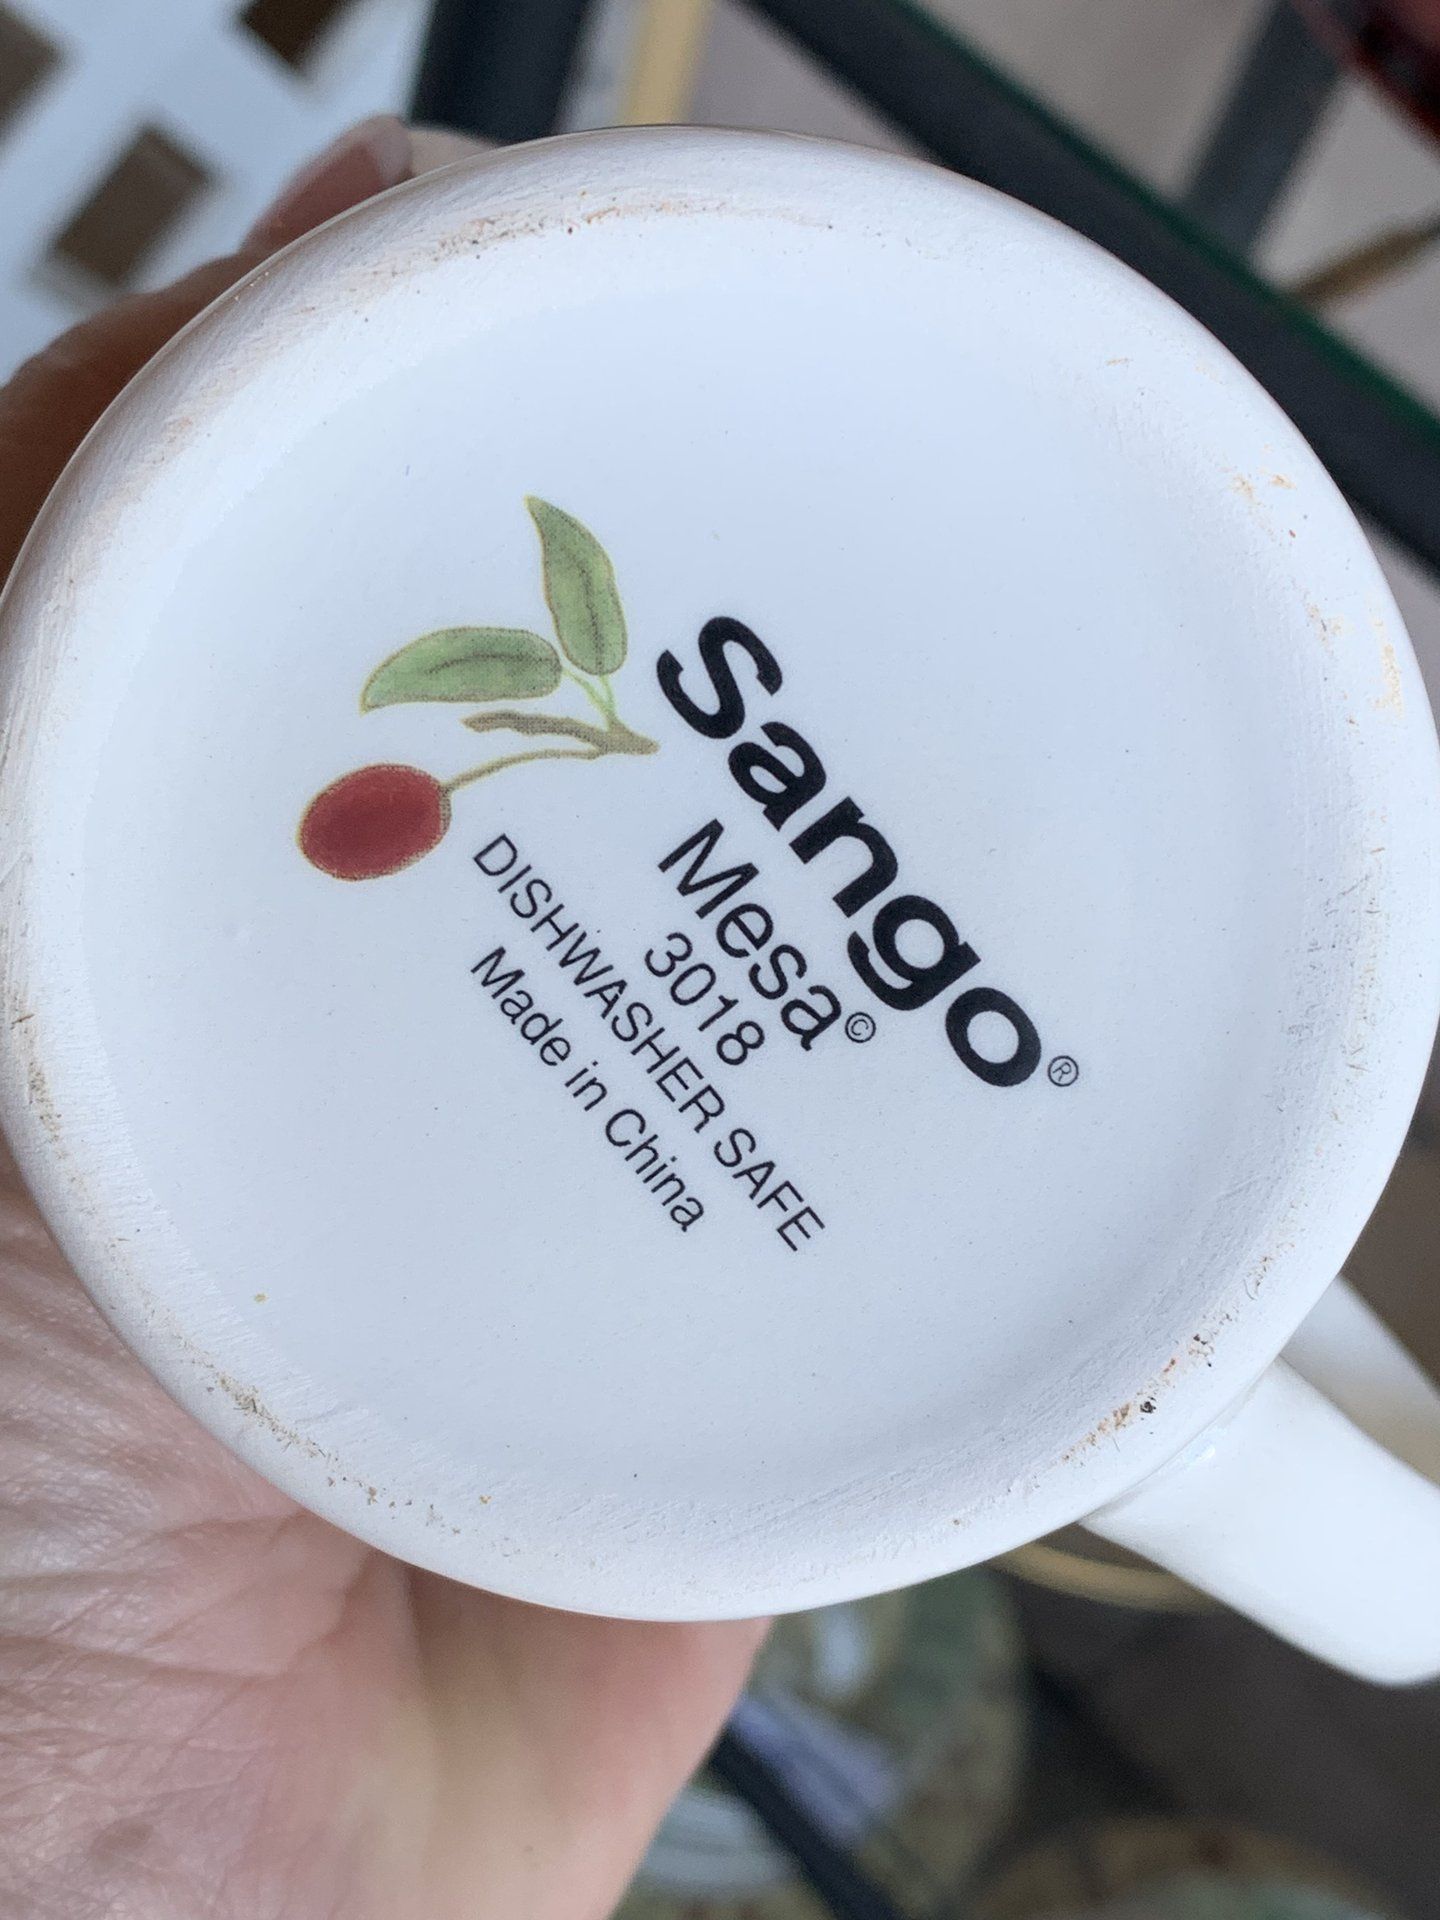 Sango®
Mesa©
3018
DISHWASHER SAFE
Made in China